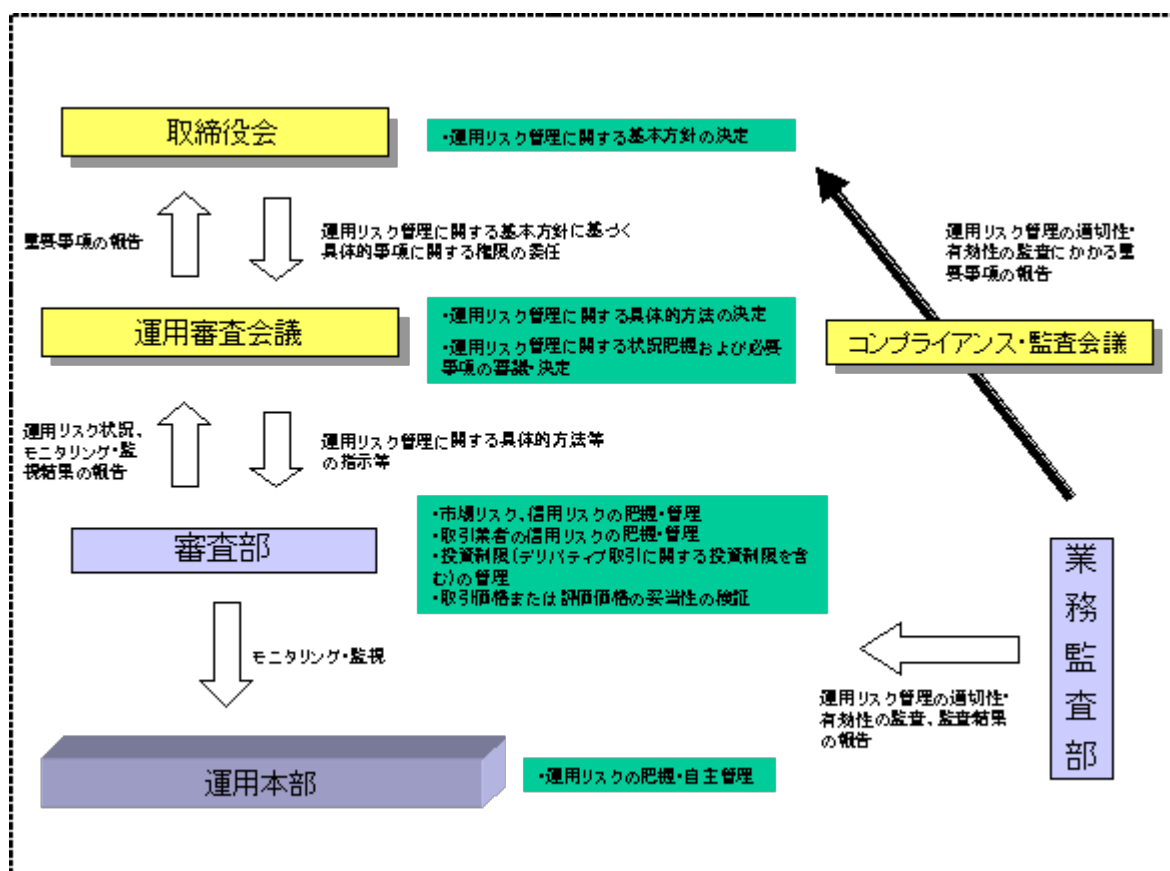 取締役会
・運用リスク管理に関する基本方針の決定
重要事項の報告
運用リスク管理に関する基本方針に基づく
具体的事項に関する権限の委任
運用リスク管理の適切性・
有効性の監査にかかる重
要事項の報告
運用審査会議
・運用リスク管理に関する具体的方法の決定
・運用リスク管理に関する状況把握および必要
事項の審議・決定
コンプライアンス・監査会議
運用リスク状況、
モニタリング・監
視結果の報告
運用リスク管理に関する具体的方法等
の指示等
審査部
・市場リスク、信用リスクの把握・管理
・取引業者の信用リスクの把握・管理
・投資制限(デリバティブ取引に関する投資制限を含
む)の管理
・取引価格または評価価格の妥当性の検証
業務監査部
モニタリング・監視
運用リスク管理の適切性・
有効性の監査、監査結果
の報告
運用本部
・運用リスクの把握・自主管理